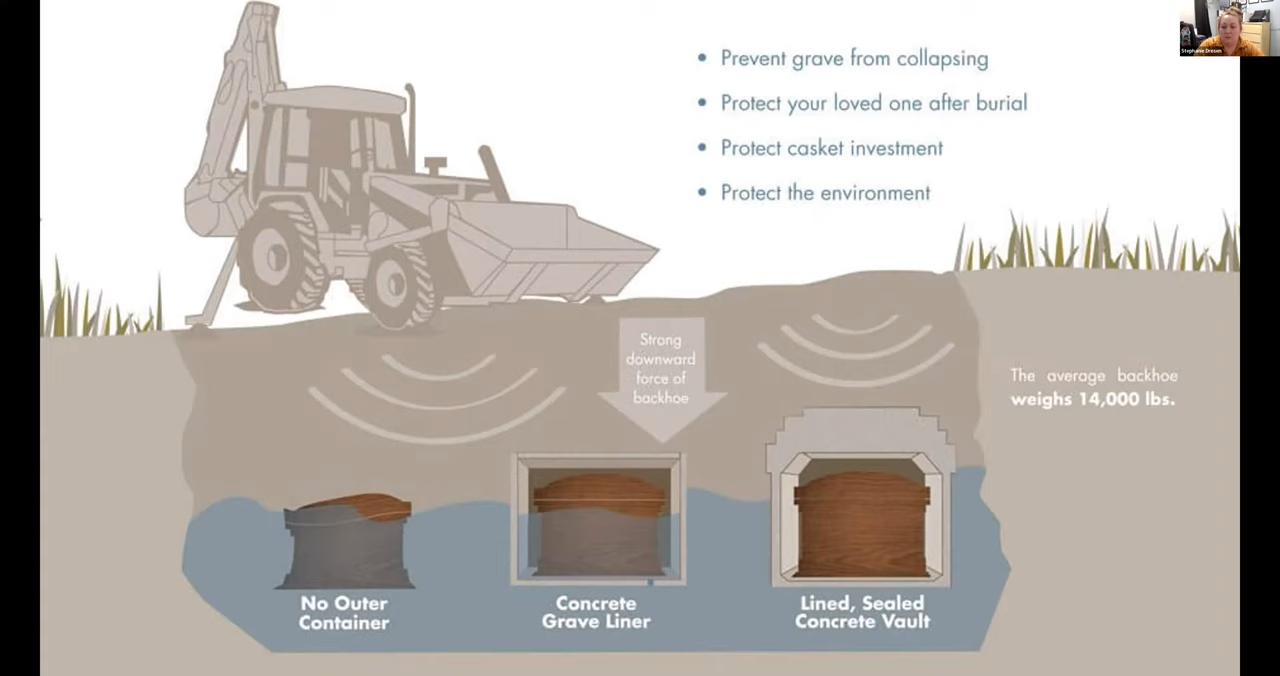 Stephanie Dresen
Prevent grave from collapsing
Protect your loved one after burial
Protect casket investment
Protect the environment
Strong
downward
force of
backhoe
The average backhoe
weighs 14,000 lbs.
No Outer
Container
Concrete
Grave Liner
Lined, Sealed
Concrete Vault